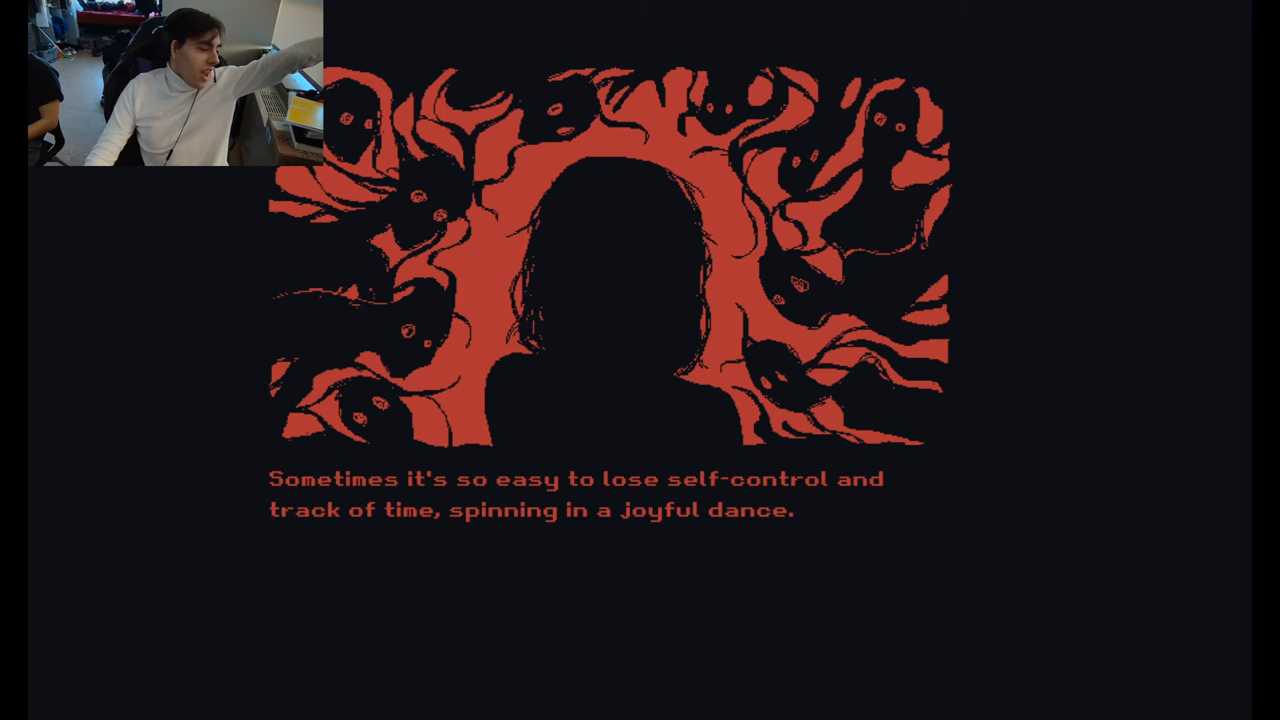 Sometimes it's so easy to lose self-control and
track of time, spinning in a joyful dance.